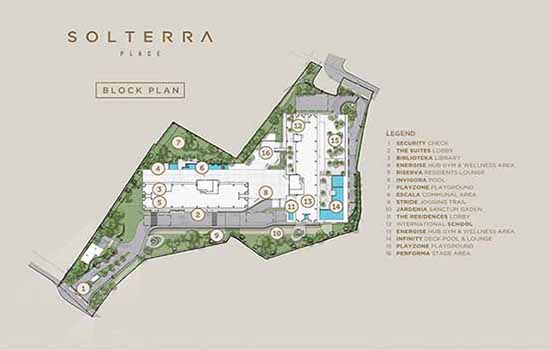 SOLTERRA
PLACE
BLOCK PLAN
LEGEND
1 SECURITY CHECK
2 THE SUITES LOBBY
3 BIBLIOTEKA LIBRARY
4 ENERGISE HUB GYM & WELLNESS AREA
5 RISERVA RESIDENTS LOUNGE
6 INVIGORA POOL
7 PLAYZONE PLAYGROUND
8 ESCALA COMMUNAL AREA
9 STRIDE JOGGING TRAIL
10 JARDENIA SANCTUM GADEN
11 THE RESIDENCES LOBBY
12 INTERNATIONAL SCHOOL
13 ENERGISE HUB GYM & WELLNESS AREA
14 INFINITY DECK-POOL & LOUNGE
15 PLAYZONE PLAYGROUND
16 PERFORMA STAGE AREA
12
15
7
16
4
6
3
8
5
14
11
13
2
9
10
1